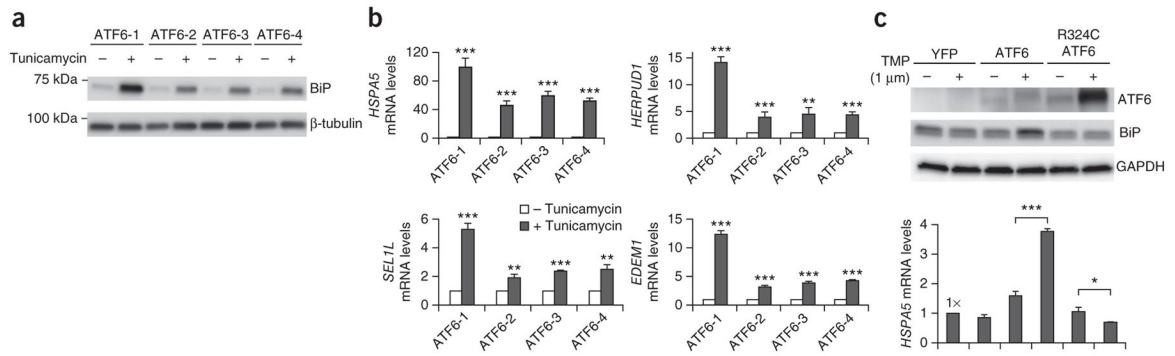 a
ATF6-1 ATF6-2 ATF6-3 ATF6-4
Tunicamycin – + – + – + – +
75 kDa
BiP
100 kDa
β-tubulin
b
HSPA5
mRNA levels
120
80
40
0
***
***
***
***
ATF6-1
ATF6-2
ATF6-3
ATF6-4
HERPUD1
mRNA levels
15
10
5
0
***
***
**
***
ATF6-1
ATF6-2
ATF6-3
ATF6-4
SEL1L
mRNA levels
6
4
2
0
– Tunicamycin
+ Tunicamycin
***
**
***
**
ATF6-1
ATF6-2
ATF6-3
ATF6-4
EDEM1
mRNA levels
15
10
5
0
***
***
***
***
ATF6-1
ATF6-2
ATF6-3
ATF6-4
c
TMP
(1 μm)
YFP
ATF6
R324C
ATF6
– + – + – +
ATF6
BiP
GAPDH
HSPA5 mRNA levels
4
3
2
1
0
1×
***
*